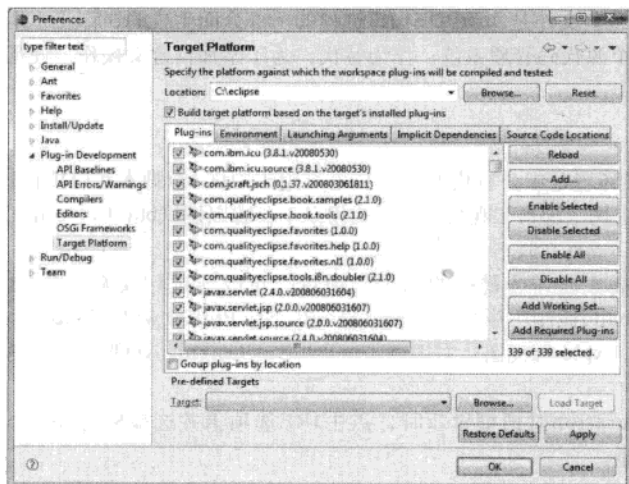 Preferences
type filter text
General
Ant
Favorites
Help
Install/Update
Java
Plug-in Development
API Baselines
API Errors/Warnings
Compilers
Editors
OSGi Frameworks
Target Platform
Run/Debug
Team
Target Platform
Specify the platform against which the workspace plug-ins will be compiled and tested:
Location: C:\eclipse Browse... Reset
Build target platform based on the target's installed plug-ins
Plug-ins Environment Launching Arguments Implicit Dependencies Source Code Locations
com.ibm.icu (3.8.1.v20080530)
com.ibm.icu.source (3.8.1.v20080530)
com.jcraft.jsch (0.1.37.v200803061811)
com.qualityeclipse.book.samples (2.1.0)
com.qualityeclipse.book.tools (2.1.0)
com.qualityeclipse.favorites (1.0.0)
com.qualityeclipse.favorites.help (1.0.0)
com.qualityeclipse.favorites.nl1 (1.0.0)
com.qualityeclipse.tools.i8n.doubler (2.1.0)
javax.servlet (2.4.0.v200806031604)
javax.servlet.jsp (2.0.0.v200806031607)
javax.servlet.jsp.source (2.0.0.v200806031607)
javax.servlet.source (2.4.0.v200806031604)
Reload
Add...
Enable Selected
Disable Selected
Enable All
Disable All
Add Working Set...
Add Required Plug-ins
339 of 339 selected.
Group plug-ins by location
Pre-defined Targets
Target: Browse... Load Target
Restore Defaults Apply
OK Cancel